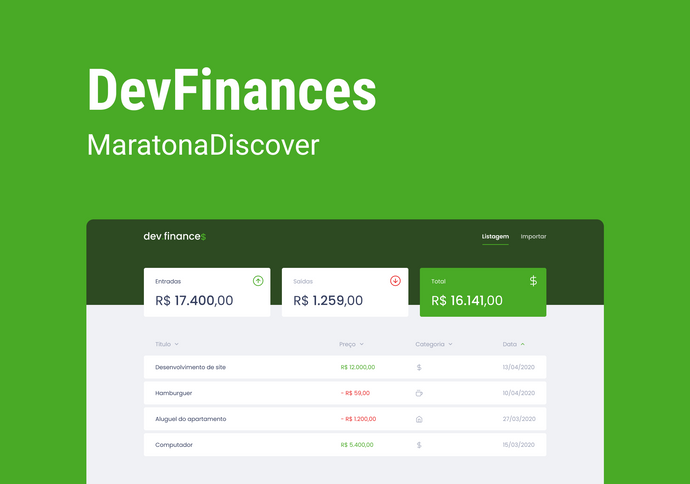 DevFinances
MaratonaDiscover
dev.finances Listagem Importar
Entradas Saídas Total
R$ 17.400,00 R$ 1.259,00 R$ 16.141,00
Título Preço Categoria Data
Desenvolvimento de site R$ 12.000,00 13/04/2020
Hamburguer - R$ 59,00 10/04/2020
Aluguel do apartamento - R$ 1.200,00 27/03/2020
Computador R$ 5.400,00 15/03/2020